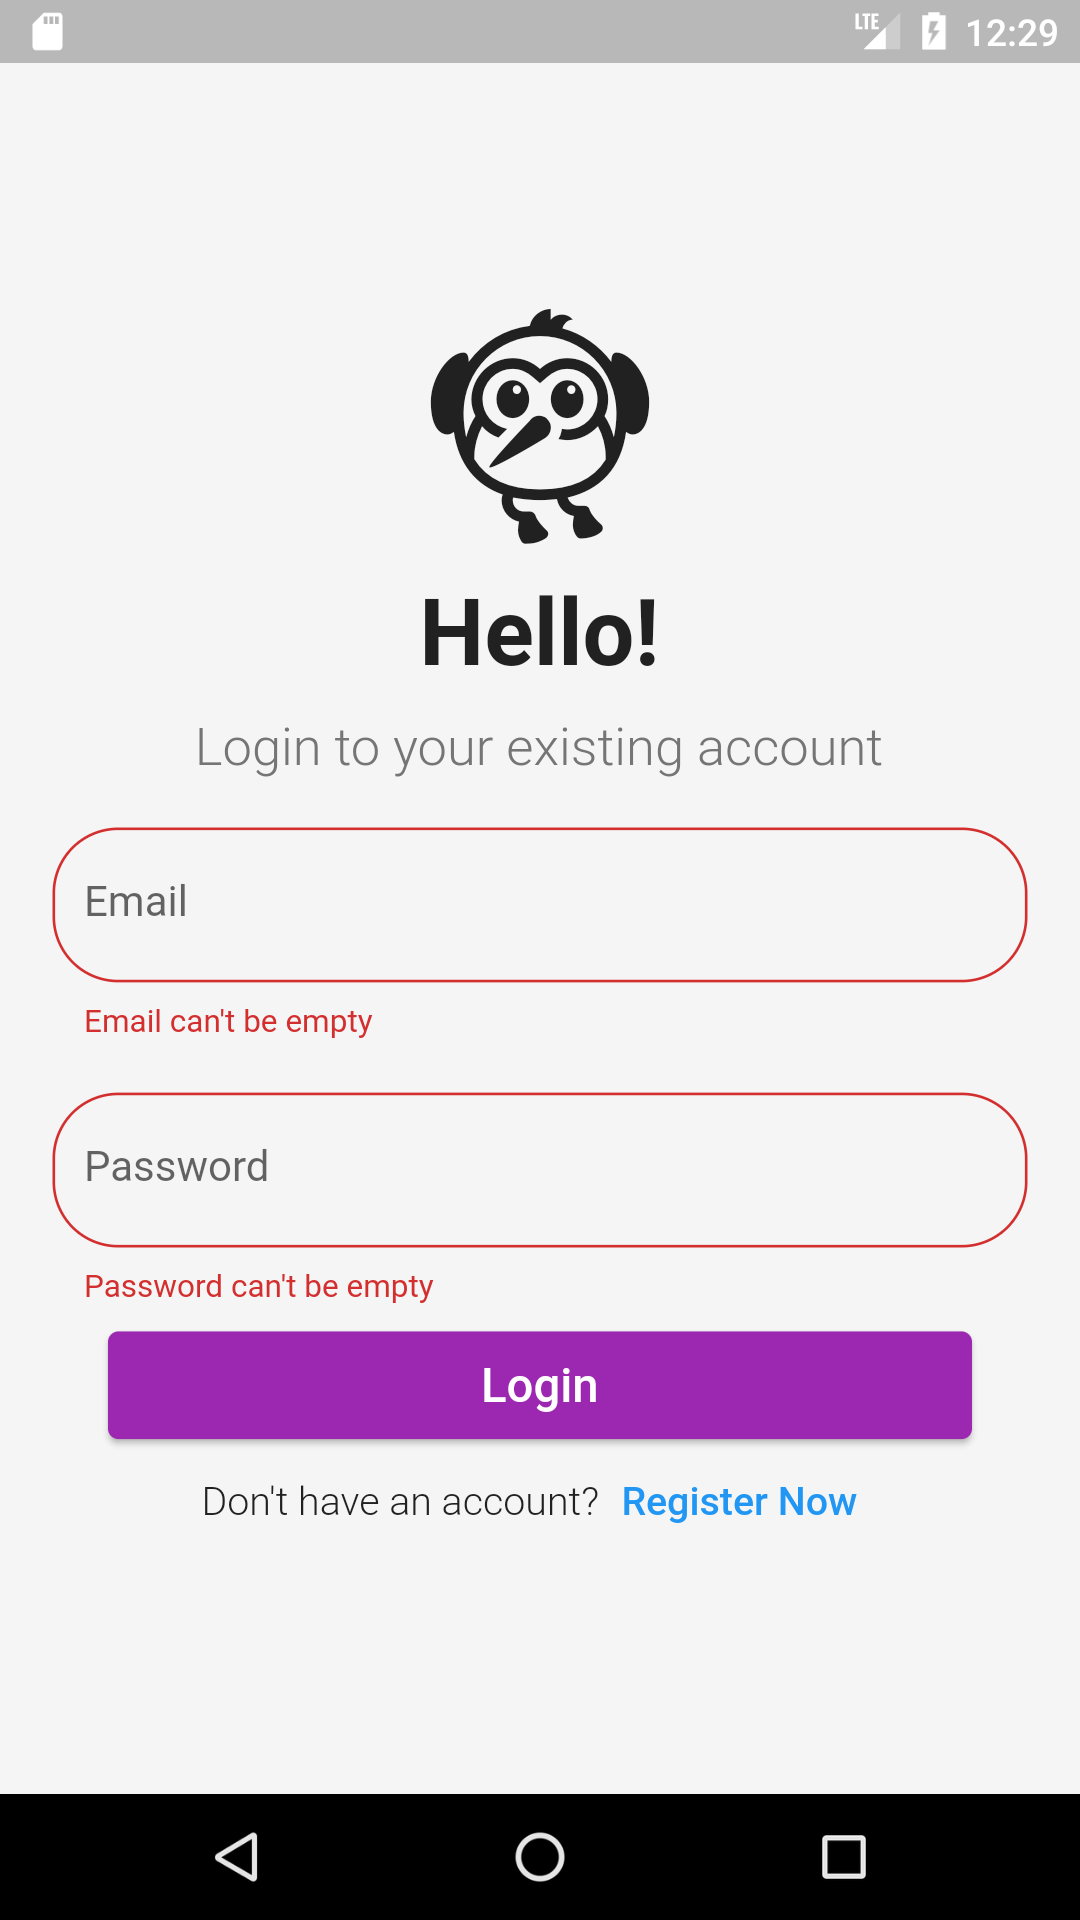 LTE 12:29
Hello!
Login to your existing account
Email
Email can't be empty
Password
Password can't be empty
Login
Don't have an account? Register Now